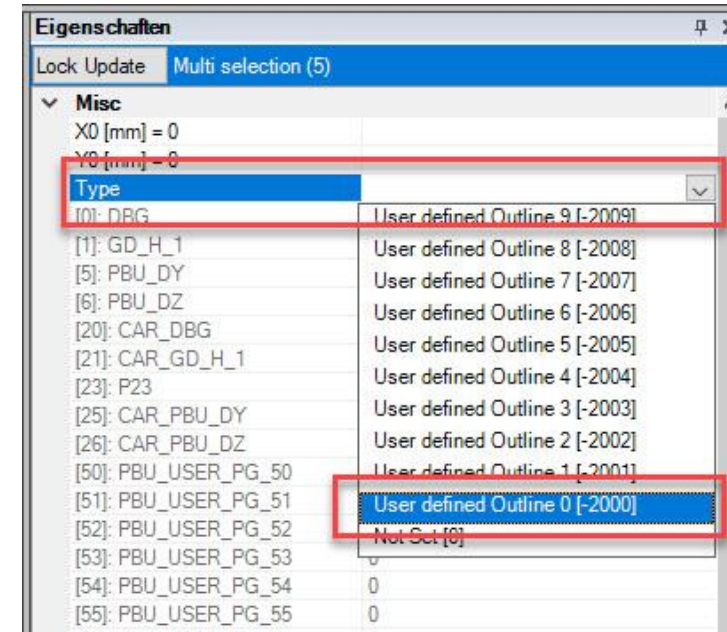 Eigenschaften
Lock Update Multi selection (5)
Misc
X0 [mm] = 0
Y0 [mm] = 0
Type
[0]: DBG User defined Outline 9 [-2009]
[1]: GD_H_1 User defined Outline 8 [-2008]
[5]: PBU_DY User defined Outline 7 [-2007]
[6]: PBU_DZ User defined Outline 6 [-2006]
[20]: CAR_DBG User defined Outline 5 [-2005]
[21]: CAR_GD_H_1 User defined Outline 4 [-2004]
[23]: P23 User defined Outline 3 [-2003]
[25]: CAR_PBU_DY User defined Outline 2 [-2002]
[26]: CAR_PBU_DZ User defined Outline 1 [-2001]
[50]: PBU_USER_PG_50 User defined Outline 0 [-2000]
[51]: PBU_USER_PG_51 Not Set [0]
[52]: PBU_USER_PG_52
[53]: PBU_USER_PG_53 0
[54]: PBU_USER_PG_54 0
[55]: PBU_USER_PG_55 0